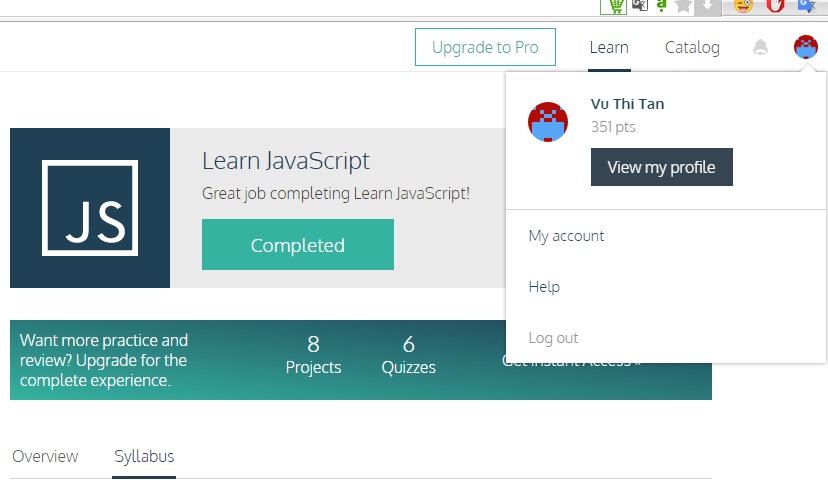 Upgrade to Pro
Learn
Catalog
Vu Thi Tan
351 pts
View my profile
My account
Help
Log out
JS
Learn JavaScript
Great job completing Learn JavaScript!
Completed
Want more practice and
review? Upgrade for the
complete experience.
8
Projects
6
Quizzes
Get Instant Access »
Overview
Syllabus